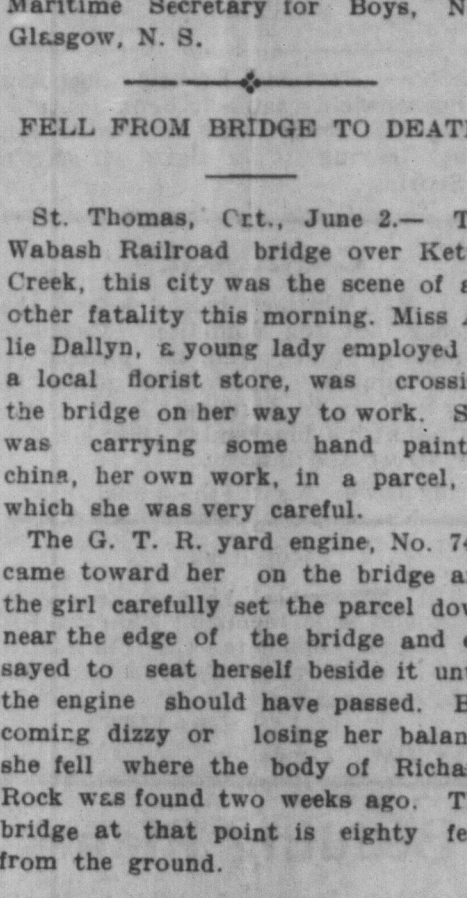 Maritime Secretary for Boys, N
Glasgow, N. S.
FELL FROM BRIDGE TO DEAT
St. Thomas, Ort., June 2.— T
Wabash Railroad bridge over Ket
Creek, this city was the scene of a
other fatality this morning. Miss A
lie Dallyn, a young lady employed
a local florist store, was crossi
the bridge on her way to work. S
was carrying some hand paint
china, her own work, in a parcel,
which she was very careful.
The G. T. R. yard engine, No. 74
came toward her on the bridge a
the girl carefully set the parcel dov
near the edge of the bridge and e
sayed to seat herself beside it unt
the engine should have passed. B
coming dizzy or losing her balan
she fell where the body of Richa
Rock was found two weeks ago. T
bridge at that point is eighty fe
from the ground.